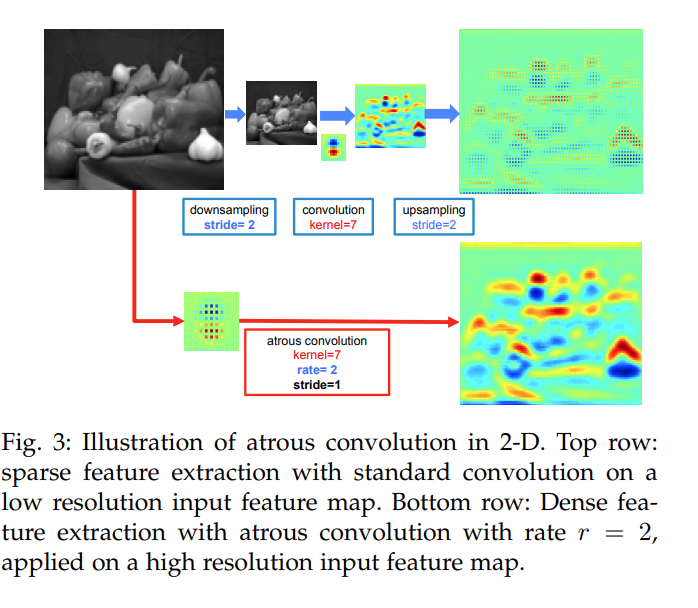 downsampling
stride= 2
convolution
kernel=7
upsampling
stride=2
atrous convolution
kernel=7
rate= 2
stride=1
Fig. 3: Illustration of atrous convolution in 2-D. Top row:
sparse feature extraction with standard convolution on a
low resolution input feature map. Bottom row: Dense fea-
ture extraction with atrous convolution with rate r = 2,
applied on a high resolution input feature map.